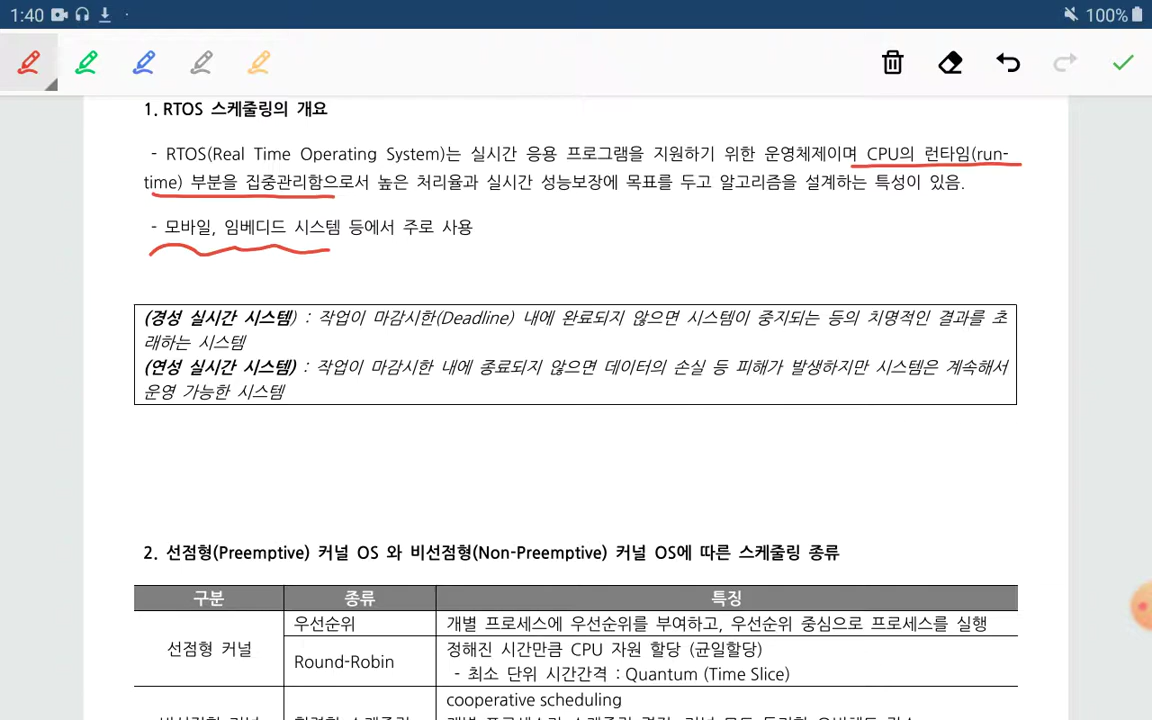 1:40
100%
1. RTOS 스케줄링의 개요
- RTOS(Real Time Operating System)는 실시간 응용 프로그램을 지원하기 위한 운영체제이며 CPU의 런타임(run-
time) 부분을 집중관리함으로서 높은 처리율과 실시간 성능보장에 목표를 두고 알고리즘을 설계하는 특성이 있음.
- 모바일, 임베디드 시스템 등에서 주로 사용
(경성 실시간 시스템) : 작업이 마감시한(Deadline) 내에 완료되지 않으면 시스템이 중지되는 등의 치명적인 결과를 초
래하는 시스템
(연성 실시간 시스템) : 작업이 마감시한 내에 종료되지 않으면 데이터의 손실 등 피해가 발생하지만 시스템은 계속해서
운영 가능한 시스템
2. 선점형(Preemptive) 커널 OS 와 비선점형(Non-Preemptive) 커널 OS에 따른 스케줄링 종류
구분 종류 특징
선점형 커널
우선순위 개별 프로세스에 우선순위를 부여하고, 우선순위 중심으로 프로세스를 실행
Round-Robin
정해진 시간만큼 CPU 자원 할당 (균일할당)
- 최소 단위 시간간격 : Quantum (Time Slice)
cooperative scheduling